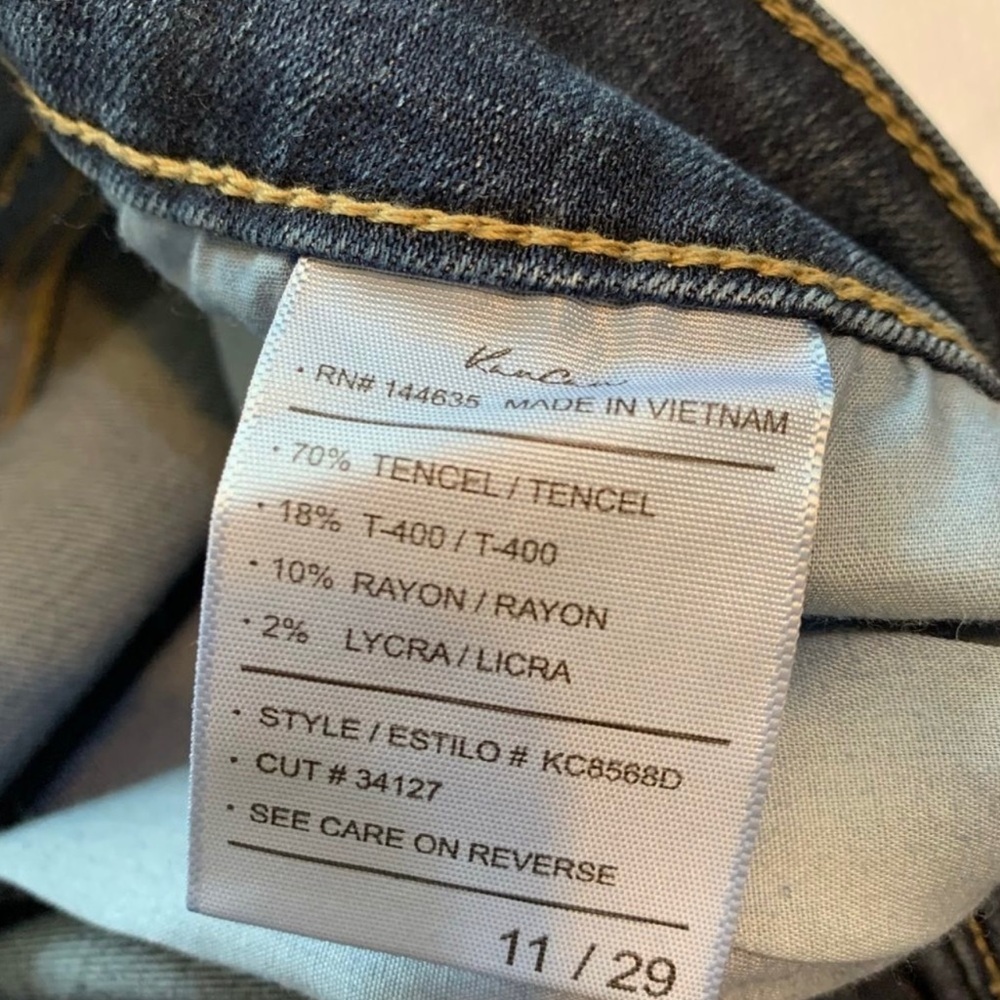 KanCan
• RN# 144635 MADE IN VIETNAM
• 70% TENCEL / TENCEL
• 18% T-400 / T-400
• 10% RAYON / RAYON
• 2% LYCRA / LICRA
• STYLE / ESTILO # KC8568D
• CUT # 34127
• SEE CARE ON REVERSE
11 / 29